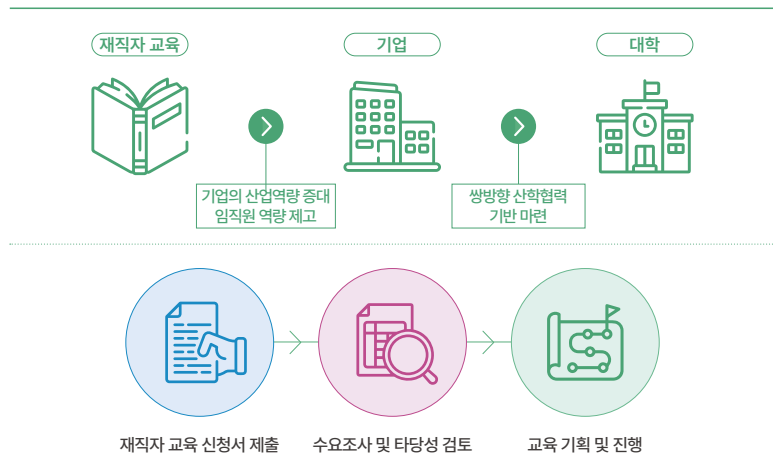 재직자 교육
기업
대학
기업의 산업역량 증대
임직원 역량 제고
쌍방향 산학협력
기반 마련
재직자 교육 신청서 제출
수요조사 및 타당성 검토
교육 기획 및 진행